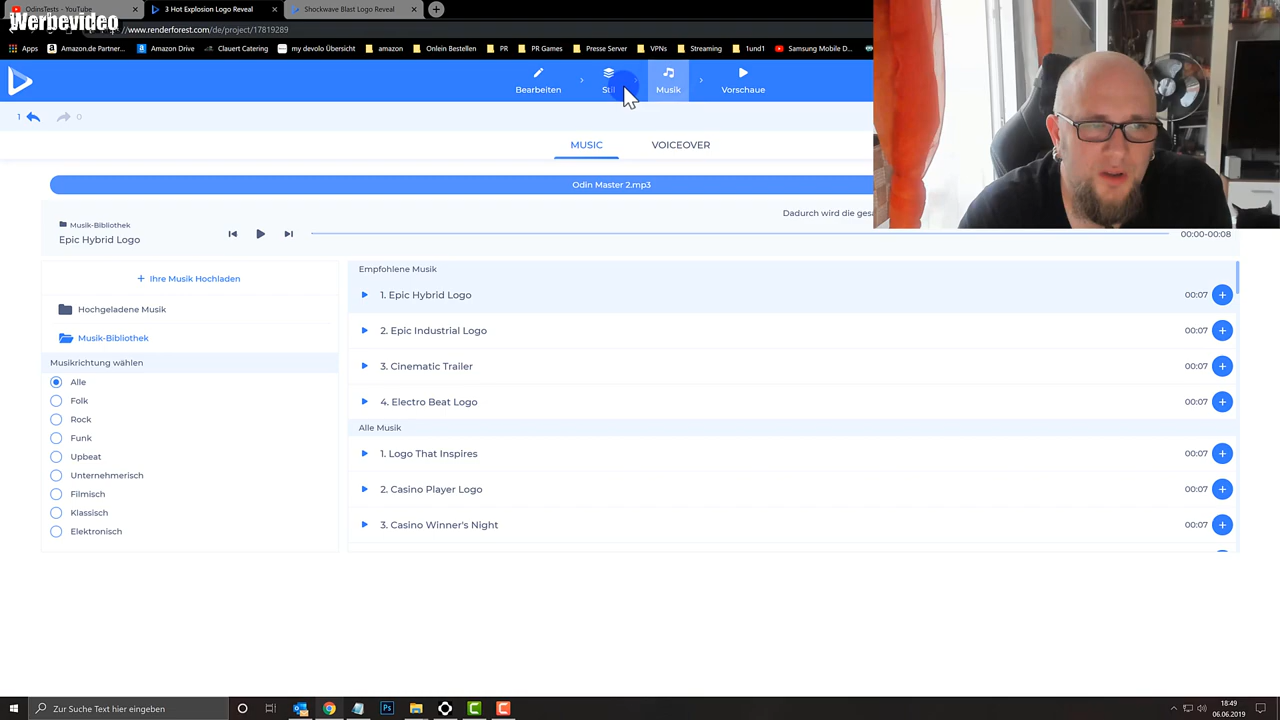 OdinsTests - YouTube
3 Hot Explosion Logo Reveal
Shockwave Blast Logo Reveal
Werbevideo
www.renderforest.com/de/project/17819289
Apps
Amazon.de Partner...
Amazon Drive
Clauert Catering
my devolo Übersicht
amazon
Onlein Bestellen
PR
PR Games
Presse Server
VPNs
Streaming
1und1
Samsung Mobile D...
Bearbeiten
Stil
Musik
Vorschaue
1
0
MUSIC
VOICEOVER
Odin Master 2.mp3
Dadurch wird die
Musik-Bibliothek
Epic Hybrid Logo
00:00-00:08
+ Ihre Musik Hochladen
Hochgeladene Musik
Musik-Bibliothek
Musikrichtung wählen
Alle
Folk
Rock
Funk
Upbeat
Unternehmerisch
Filmisch
Klassisch
Elektronisch
Empfohlene Musik
1. Epic Hybrid Logo 00:07
2. Epic Industrial Logo 00:07
3. Cinematic Trailer 00:07
4. Electro Beat Logo 00:07
Alle Musik
1. Logo That Inspires 00:07
2. Casino Player Logo 00:07
3. Casino Winner's Night 00:07
Zur Suche Text hier eingeben
18:49
06.06.2019